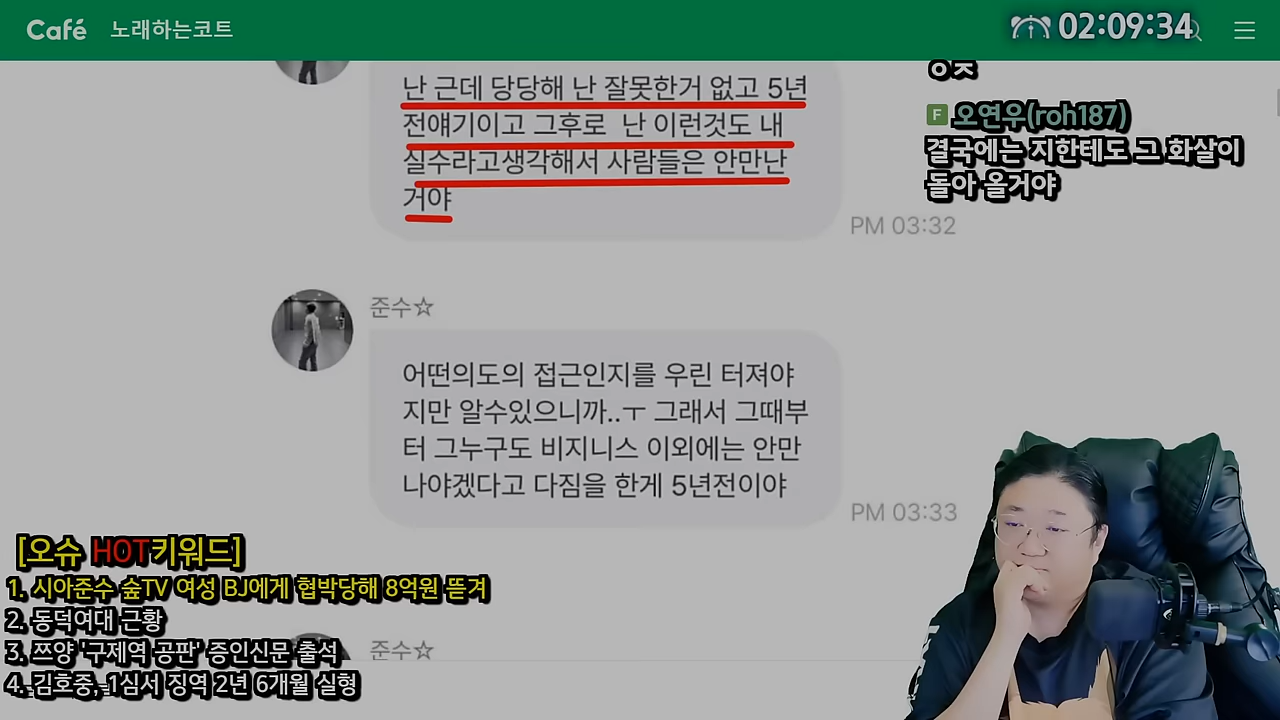 Café 노래하는코트
02:09:34
ㅇㅈ
F 오연우(roh187)
결국에는 지한테도 그 화살이
돌아 올거야
난 근데 당당해 난 잘못한거 없고 5년
전얘기이고 그후로 난 이런것도 내
실수라고생각해서 사람들은 안만난
거야
PM 03:32
준수☆
어떤의도의 접근인지를 우린 터져야
지만 알수있으니까..ㅜ 그래서 그때부
터 그누구도 비지니스 이외에는 안만
나야겠다고 다짐을 한게 5년전이야
PM 03:33
준수☆
[오슈 HOT키워드]
1. 시아준수 숲TV 여성 BJ에게 협박당해 8억원 뜯겨
2. 동덕여대 근황
3. 쯔양 '구제역 공판' 증인신문 출석
4. 김호중, 1심서 징역 2년 6개월 실형